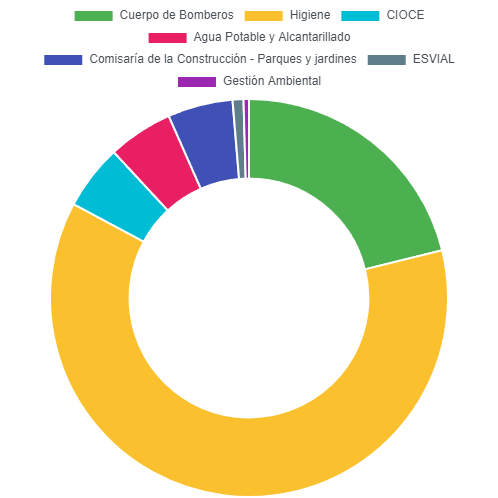 Cuerpo de Bomberos Higiene CIOCE
Agua Potable y Alcantarillado
Comisaría de la Construcción - Parques y jardines ESVIAL
Gestión Ambiental